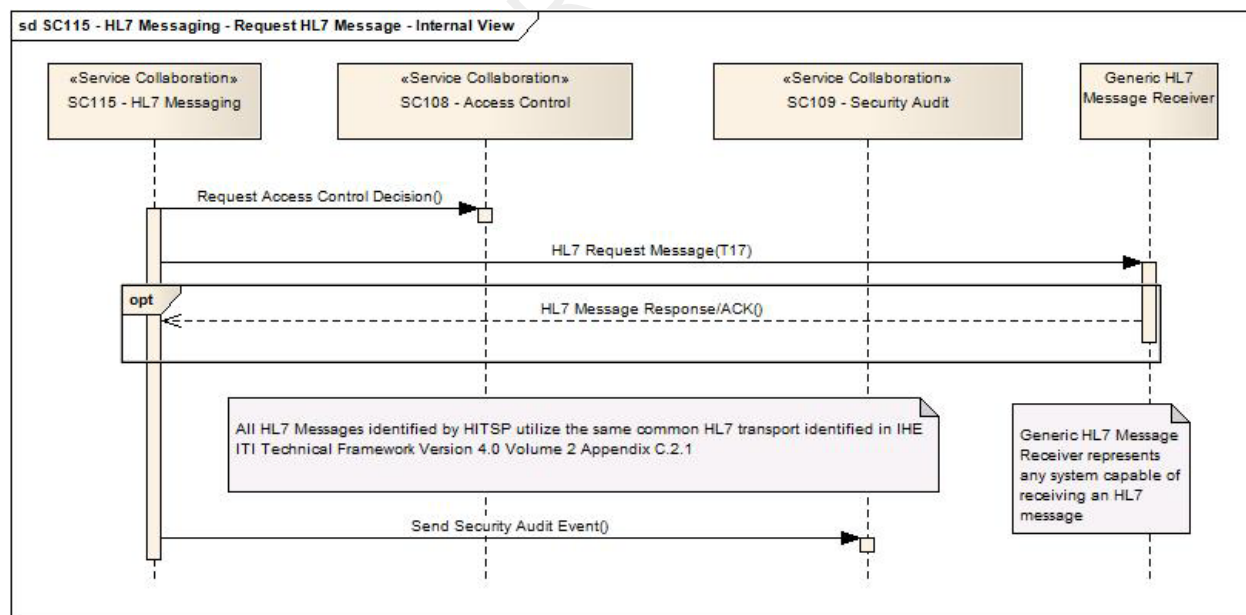 sd SC115 - HL7 Messaging - Request HL7 Message - Internal View
«Service Collaboration»
SC115 - HL7 Messaging
«Service Collaboration»
SC108 - Access Control
«Service Collaboration»
SC109 - Security Audit
Generic HL7
Message Receiver
Request Access Control Decision()
HL7 Request Message(T17)
opt
HL7 Message Response/ACK()
All HL7 Messages identified by HITSP utilize the same common HL7 transport identified in IHE
ITI Technical Framework Version 4.0 Volume 2 Appendix C.2.1
Generic HL7 Message
Receiver represents
any system capable of
receiving an HL7
message
Send Security Audit Event()